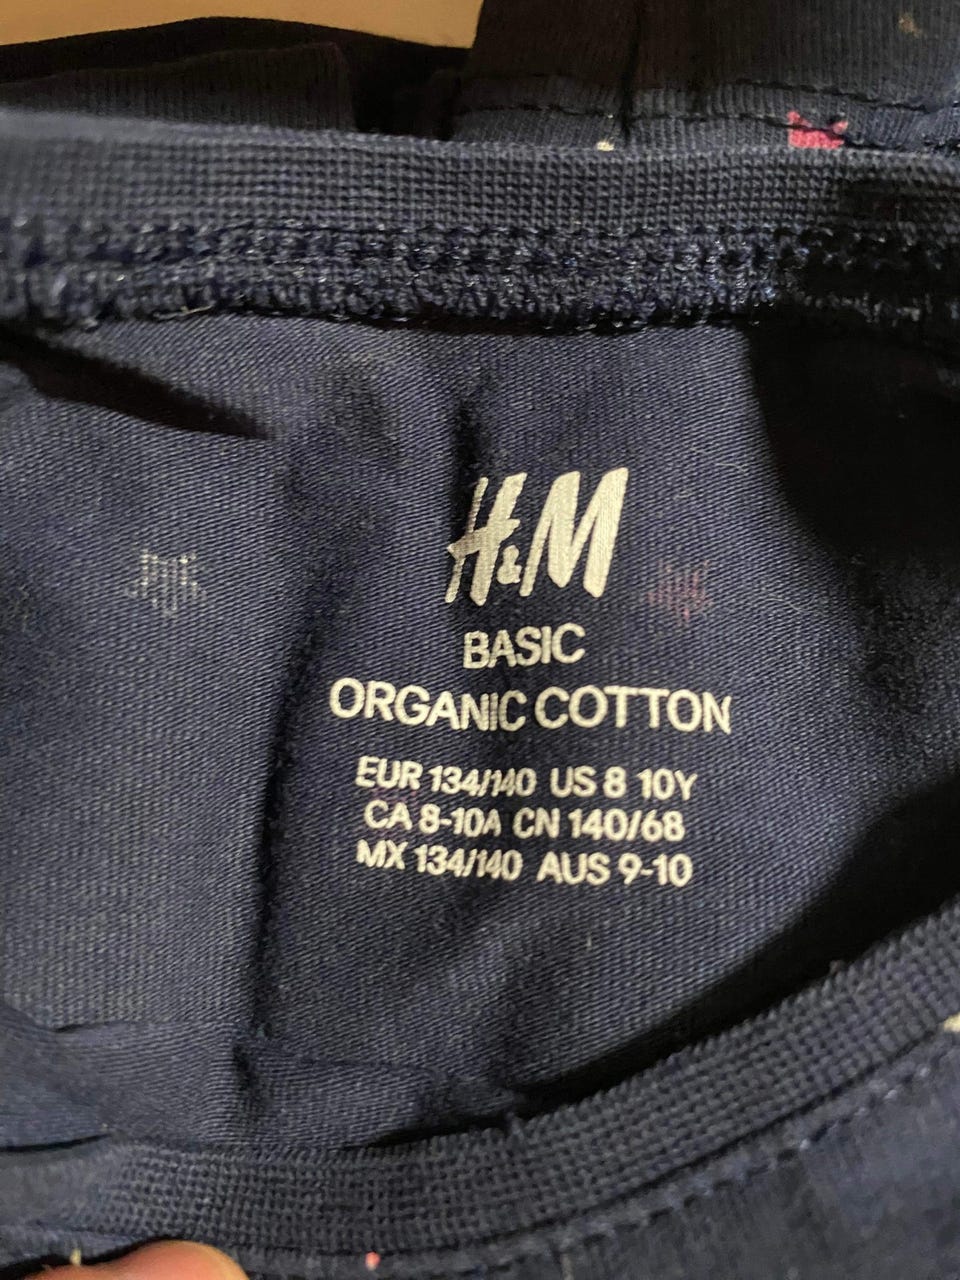 H&M
BASIC
ORGANIC COTTON
EUR 134/140 US 8 10Y
CA 8-10A CN 140/68
MX 134/140 AUS 9-10